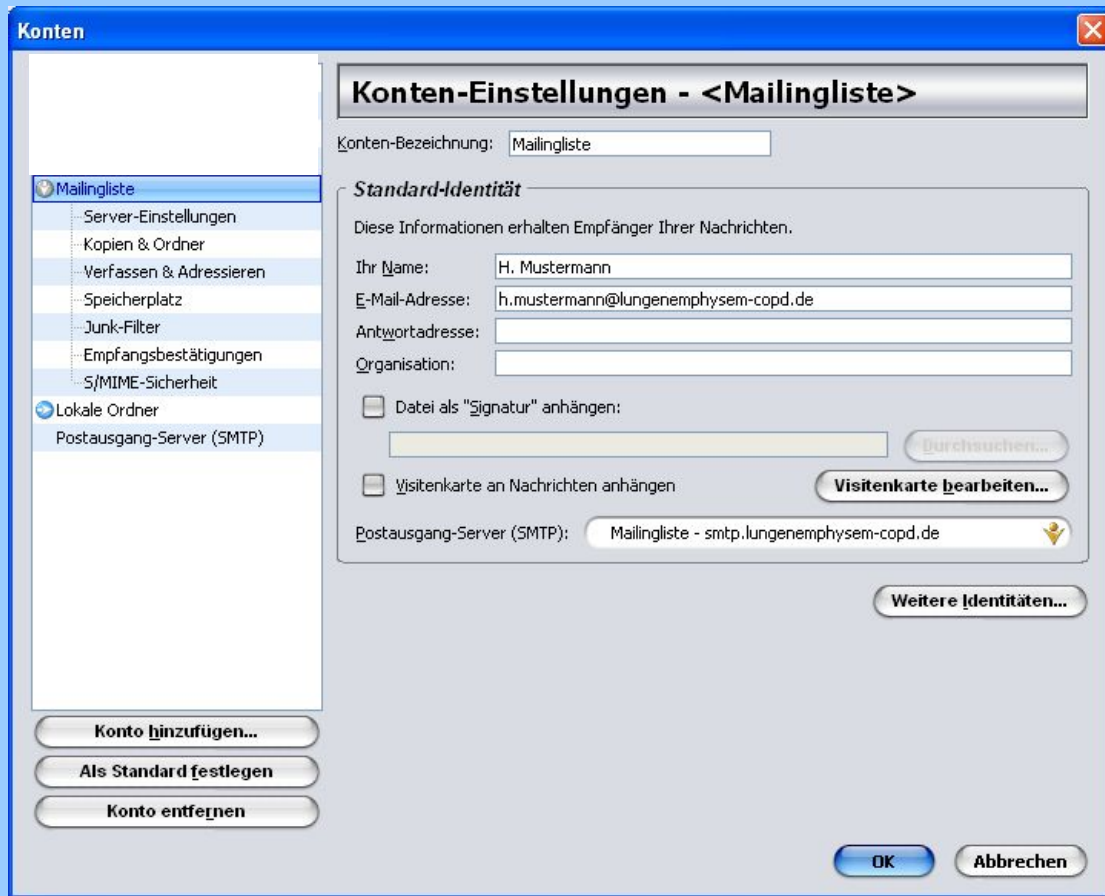 Konten
Konten-Einstellungen - <Mailingliste>
Konten-Bezeichnung: Mailingliste
Mailingliste
Server-Einstellungen
Kopien & Ordner
Verfassen & Adressieren
Speicherplatz
Junk-Filter
Empfangsbestätigungen
S/MIME-Sicherheit
Lokale Ordner
Postausgang-Server (SMTP)
Standard-Identität
Diese Informationen erhalten Empfänger Ihrer Nachrichten.
Ihr Name: H. Mustermann
E-Mail-Adresse: h.mustermann@lungenemphysem-copd.de
Antwortadresse:
Organisation:
Datei als "Signatur" anhängen:
Durchsuchen...
Visitenkarte an Nachrichten anhängen
Visitenkarte bearbeiten...
Postausgang-Server (SMTP): Mailingliste - smtp.lungenemphysem-copd.de
Weitere Identitäten...
Konto hinzufügen...
Als Standard festlegen
Konto entfernen
OK
Abbrechen